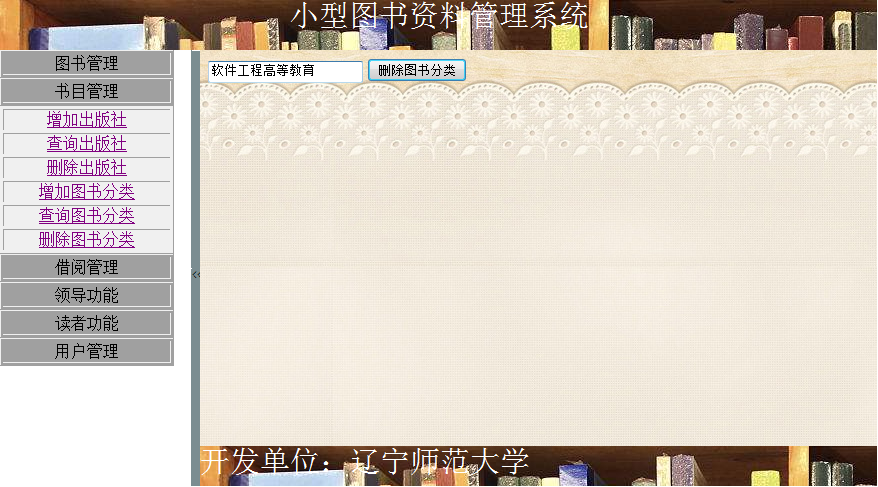 小型图书资料管理系统
图书管理
书目管理
增加出版社
查询出版社
删除出版社
增加图书分类
查询图书分类
删除图书分类
借阅管理
领导功能
读者功能
用户管理
软件工程高等教育 删除图书分类
开发单位：辽宁师范大学